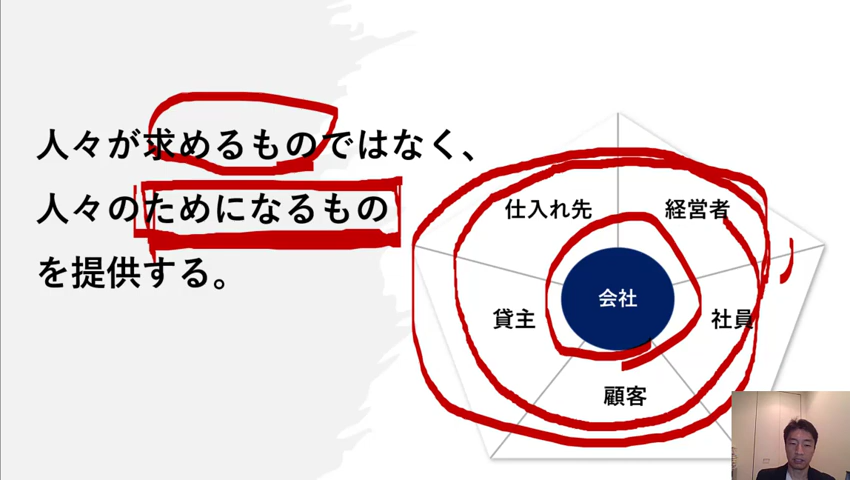 人々が求めるものではなく、
人々のためになるもの
を提供する。
仕入れ先
経営者
会社
貸主
社員
顧客